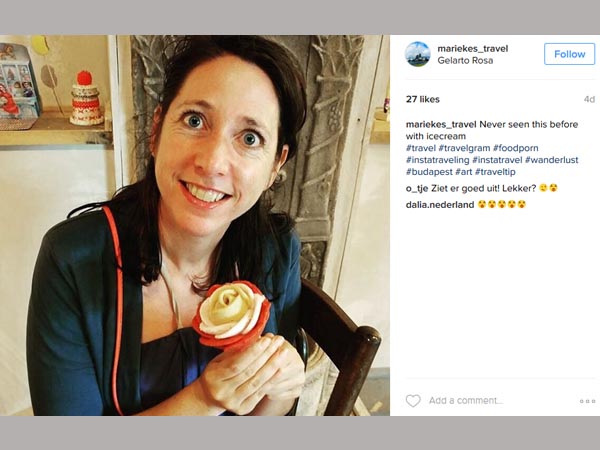 mariekes_travel
Gelarto Rosa
Follow
27 likes
4d
mariekes_travel Never seen this before
with icecream
#travel #travelgram #foodporn
#instatraveling #instatravel #wanderlust
#budapest #art #traveltip
o_tje Ziet er goed uit! Lekker? 😏😵
dalia.nederland 😵😵😵😵😵
Add a comment...